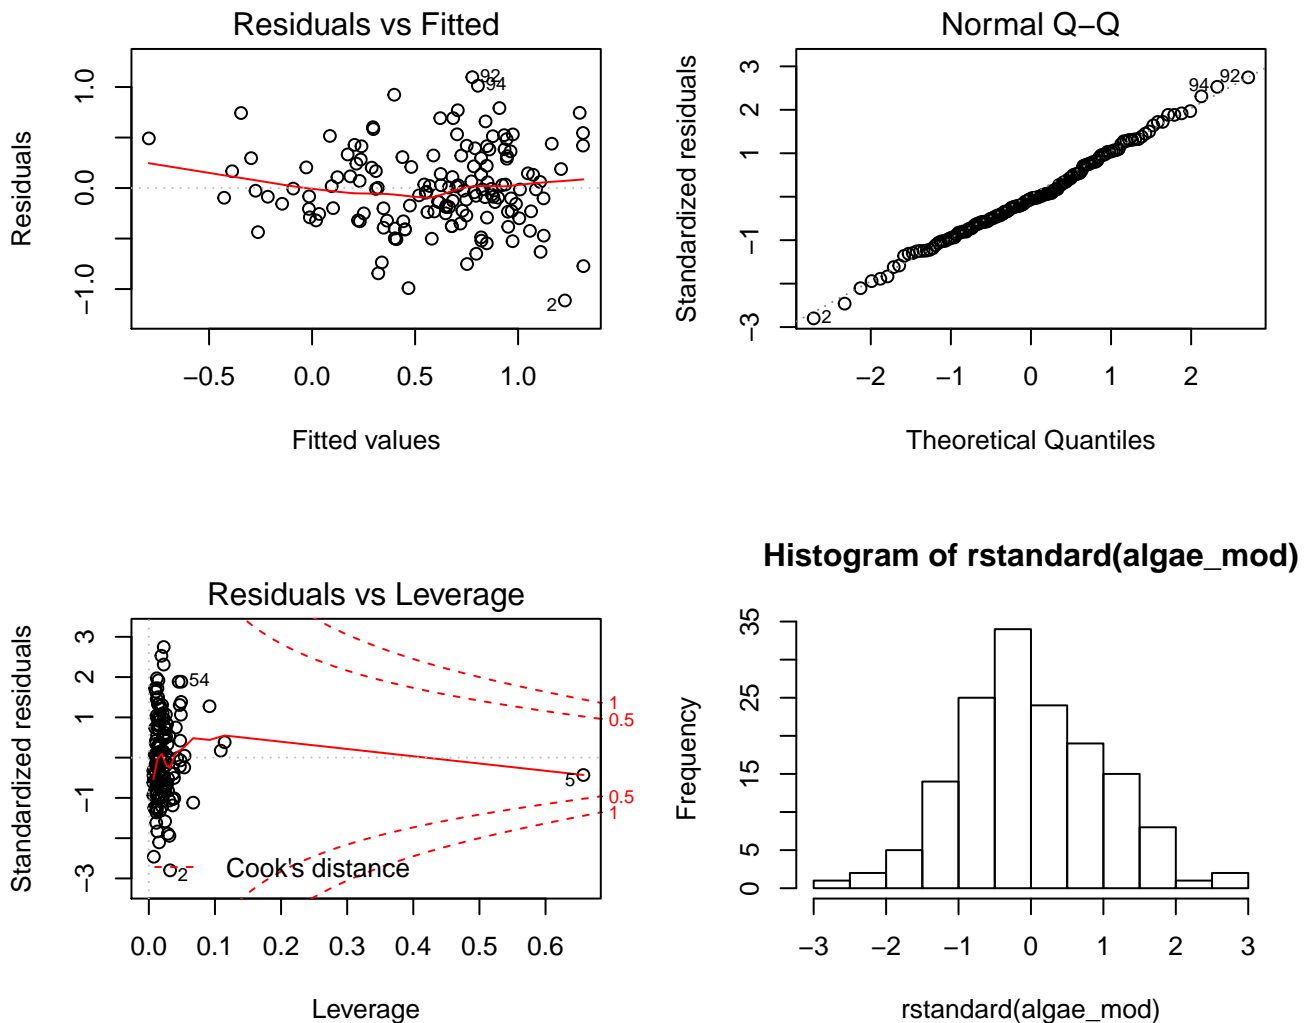 Residuals vs Fitted
Residuals
1.0
0.0
−1.0
92
94
2
−0.5 0.0 0.5 1.0
Fitted values
Normal Q−Q
Standardized residuals
3
2
1
−1
−3
94 92
2
−2 −1 0 1 2
Theoretical Quantiles
Residuals vs Leverage
Standardized residuals
3
2
1
−1
−3
54
1
0.5
5
0.5
1
2
Cook's distance
0.0 0.1 0.2 0.3 0.4 0.5 0.6
Leverage
Histogram of rstandard(algae_mod)
Frequency
35
25
15
5
0
−3 −2 −1 0 1 2 3
rstandard(algae_mod)